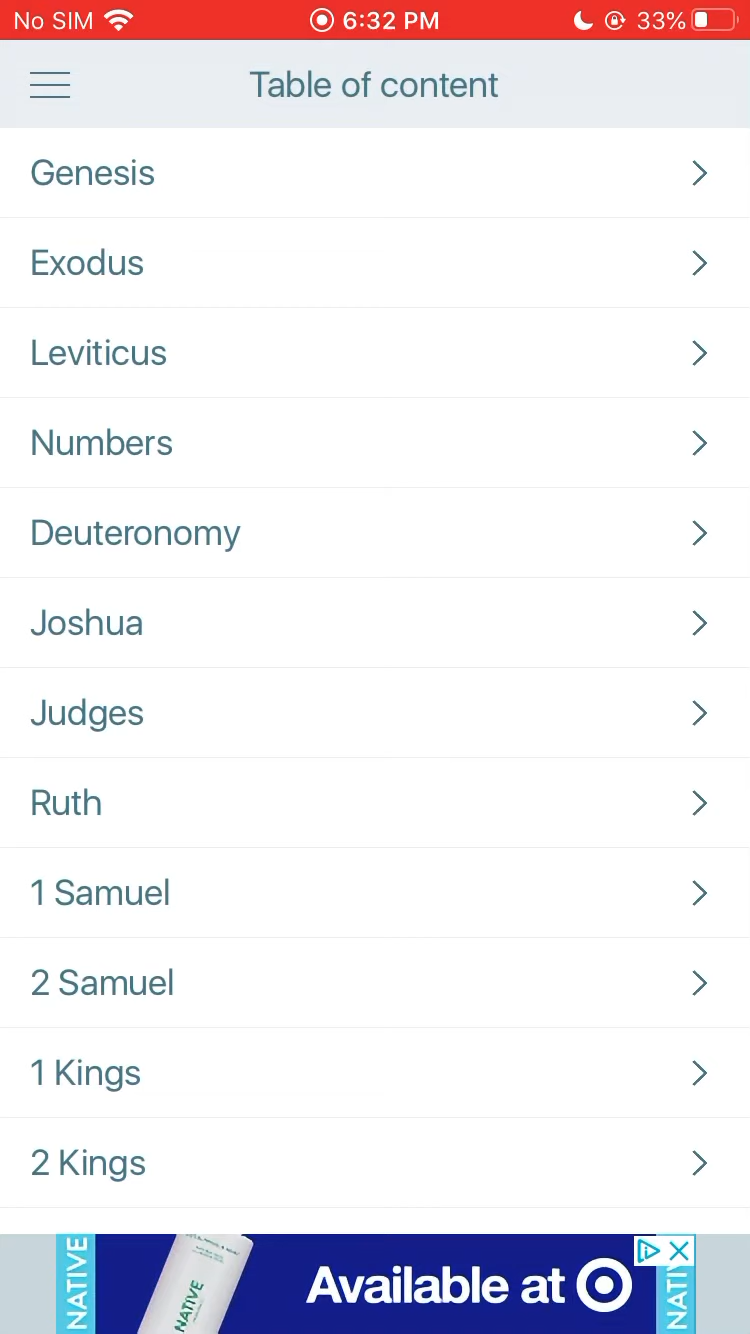 No SIM 6:32 PM 33%
Table of content
Genesis
Exodus
Leviticus
Numbers
Deuteronomy
Joshua
Judges
Ruth
1 Samuel
2 Samuel
1 Kings
2 Kings
NATIVE
NATIVE
Available at
NATIV